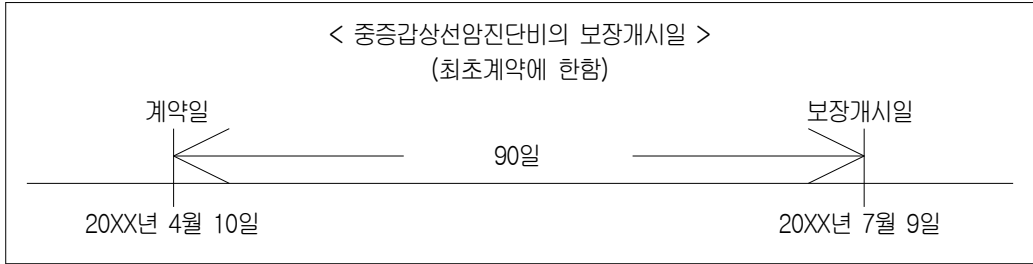 < 중증갑상선암진단비의 보장개시일 >
(최초계약에 한함)
계약일 보장개시일
90일
20XX년 4월 10일 20XX년 7월 9일